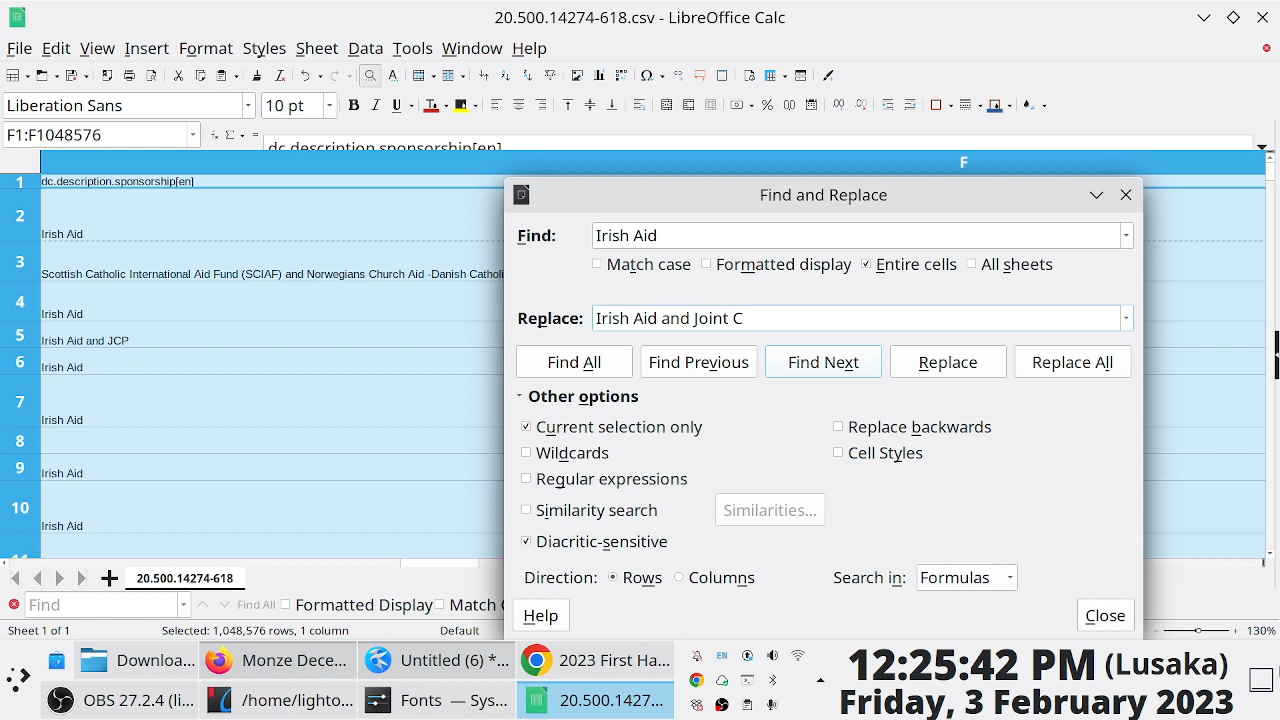 20.500.14274-618.csv - LibreOffice Calc
File Edit View Insert Format Styles Sheet Data Tools Window Help
Liberation Sans 10 pt
F1:F1048576 dc.description.sponsorship[en]
F
1 dc.description.sponsorship[en]
2 Irish Aid
3 Scottish Catholic International Aid Fund (SCIAF) and Norwegians Church Aid -Danish Catholi
4 Irish Aid
5 Irish Aid and JCP
6 Irish Aid
7 Irish Aid
8
9 Irish Aid
10 Irish Aid
11
Find and Replace
Find: Irish Aid
Match case Formatted display Entire cells All sheets
Replace: Irish Aid and Joint C
Find All Find Previous Find Next Replace Replace All
Other options
Current selection only Replace backwards
Wildcards Cell Styles
Regular expressions
Similarity search Similarities...
Diacritic-sensitive
Direction: Rows Columns Search in: Formulas
Help Close
20.500.14274-618
Find Find All Formatted Display Match C
Sheet 1 of 1 Selected: 1,048,576 rows, 1 column Default 130%
Downloa... Monze Dece... Untitled (6) *... 2023 First Ha... EN
OBS 27.2.4 (li... /home/lighto... Fonts — Sys... 20.500.1427...
12:25:42 PM (Lusaka)
Friday, 3 February 2023